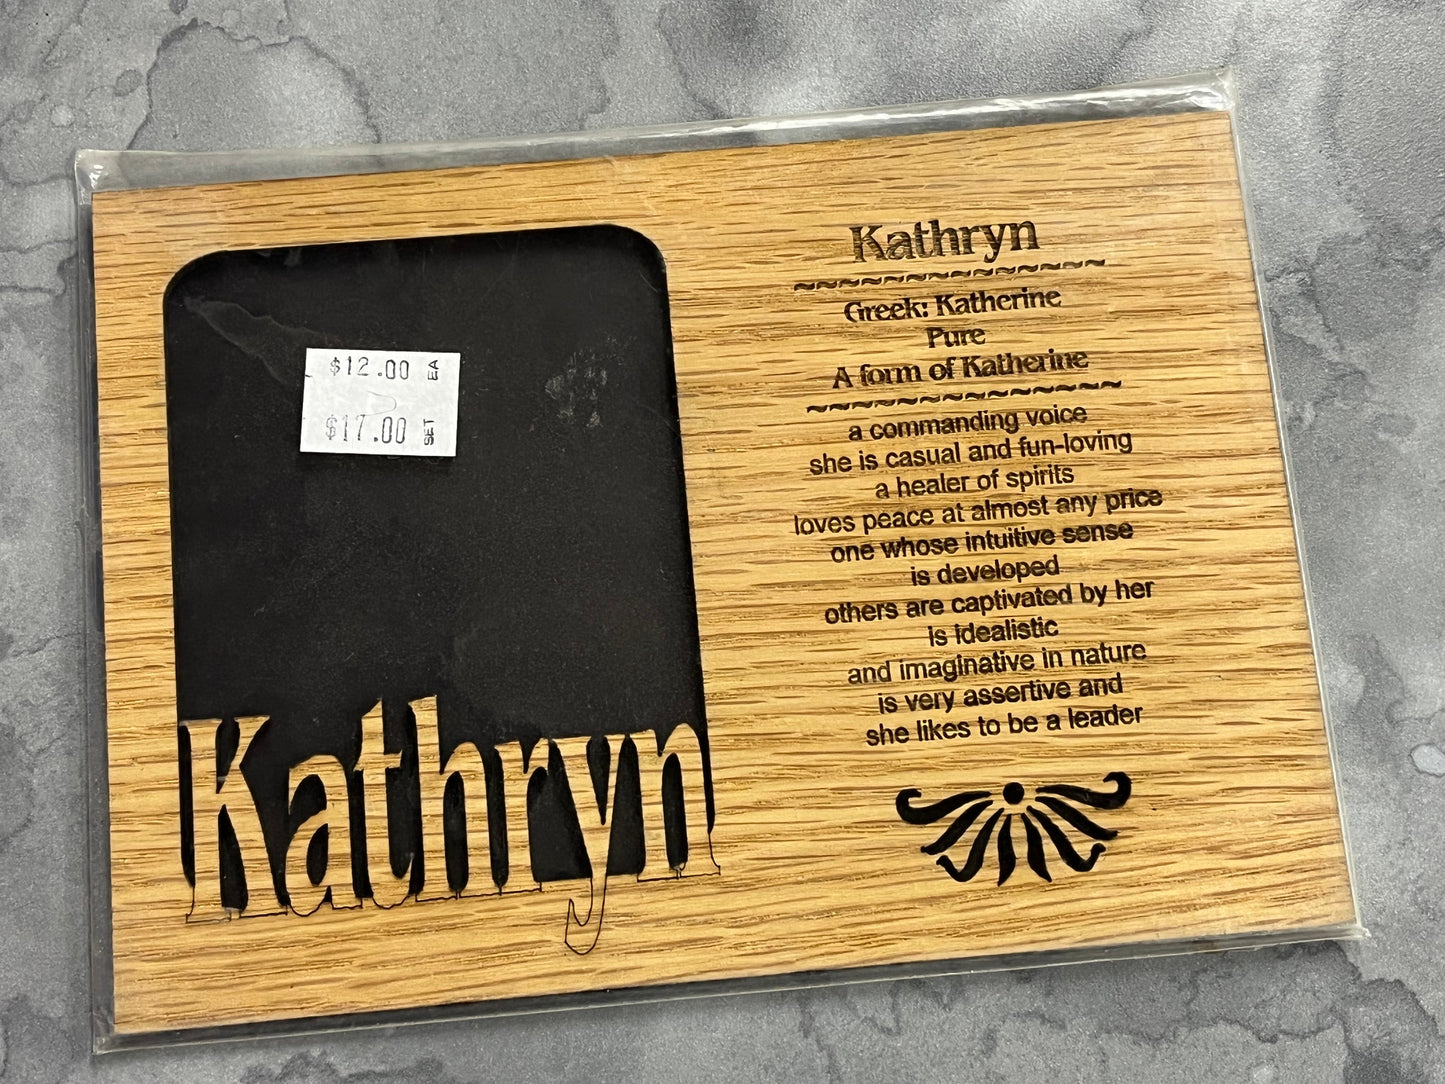 $12.00 EA
$17.00 SET
Kathryn
Kathryn
~~~~~~~~~~~~~~
Greek: Katherine
Pure
A form of Katherine
~~~~~~~~~~~~~~
a commanding voice
she is casual and fun-loving
a healer of spirits
loves peace at almost any price
one whose intuitive sense
is developed
others are captivated by her
is idealistic
and imaginative in nature
is very assertive and
she likes to be a leader